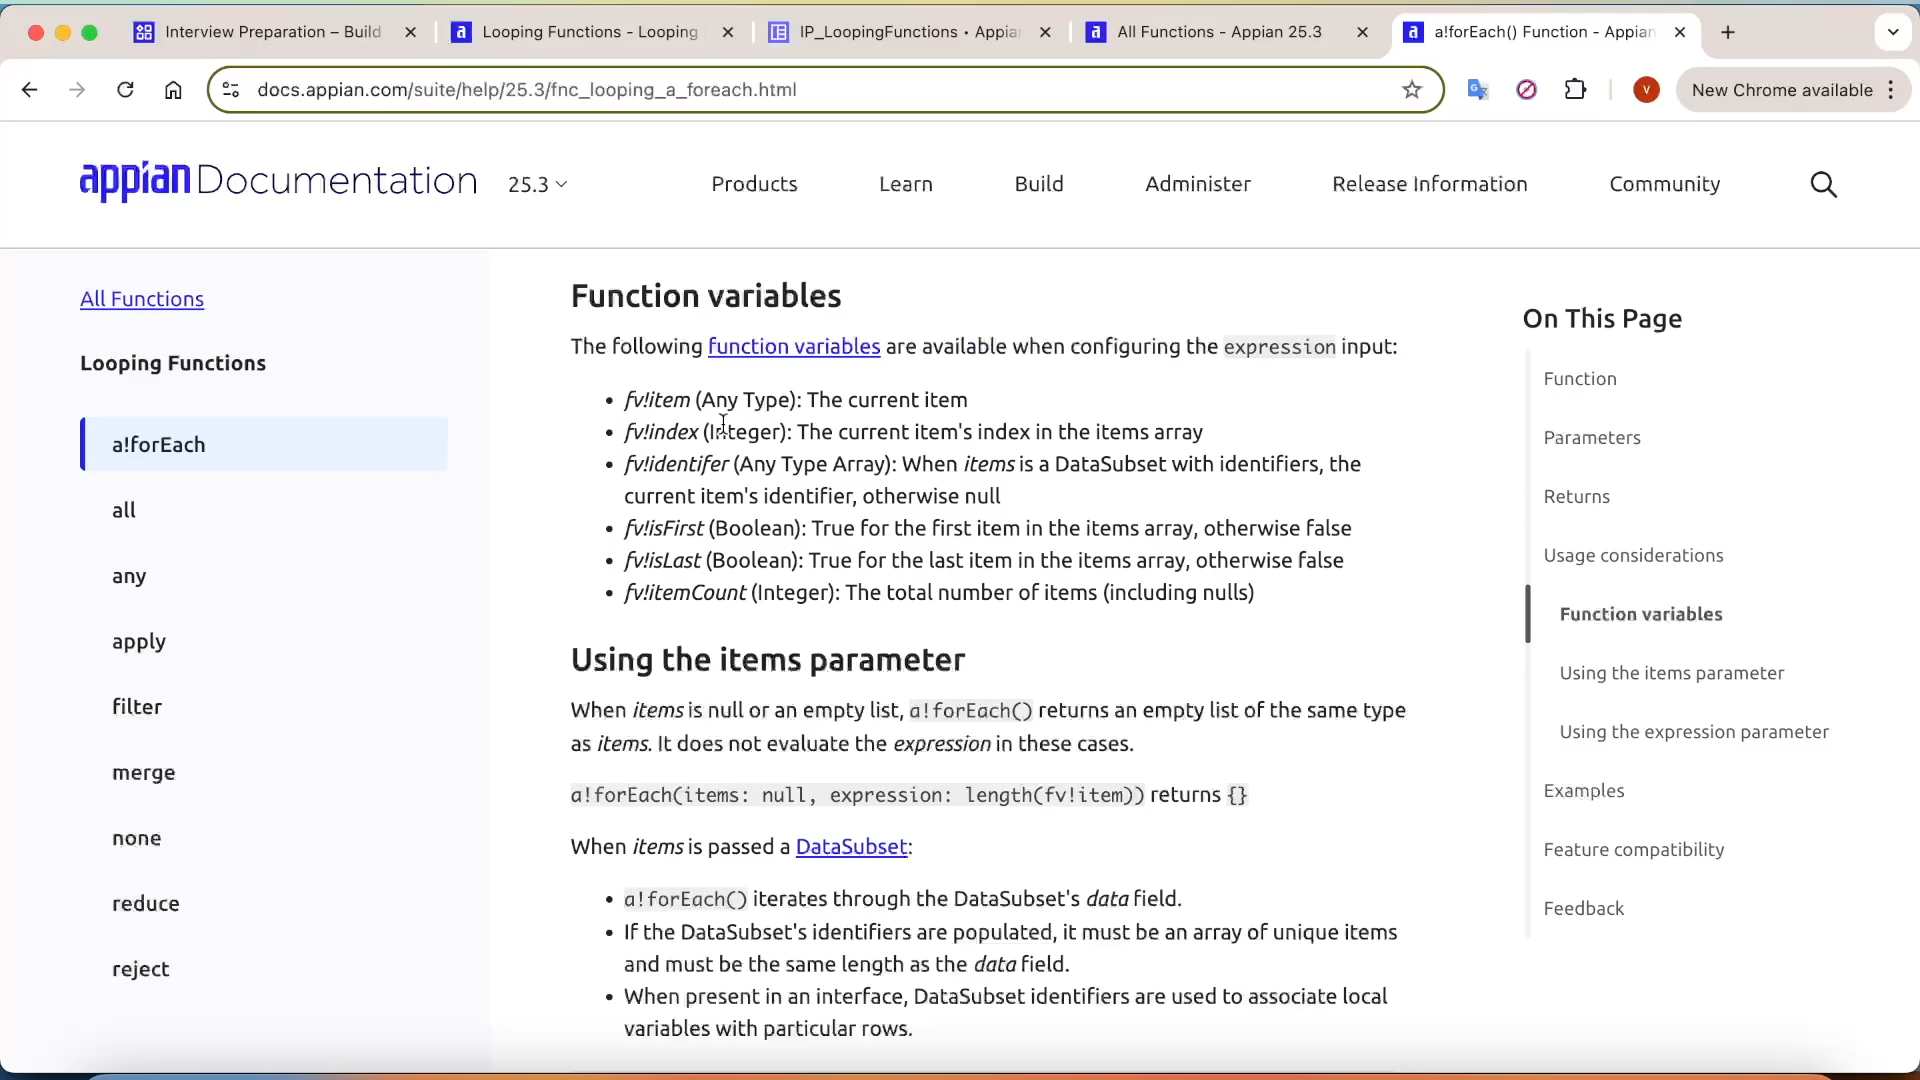 Interview Preparation – Build
Looping Functions - Looping
IP_LoopingFunctions • Appian
All Functions - Appian 25.3
a!forEach() Function - Appian
docs.appian.com/suite/help/25.3/fnc_looping_a_foreach.html
V
New Chrome available
appian Documentation
25.3
Products
Learn
Build
Administer
Release Information
Community
All Functions
Looping Functions
a!forEach
all
any
apply
filter
merge
none
reduce
reject
Function variables
The following function variables are available when configuring the expression input:
• fv!item (Any Type): The current item
• fv!index (Integer): The current item's index in the items array
• fv!identifer (Any Type Array): When items is a DataSubset with identifiers, the
current item's identifier, otherwise null
• fv!isFirst (Boolean): True for the first item in the items array, otherwise false
• fv!isLast (Boolean): True for the last item in the items array, otherwise false
• fv!itemCount (Integer): The total number of items (including nulls)
Using the items parameter
When items is null or an empty list, a!forEach() returns an empty list of the same type
as items. It does not evaluate the expression in these cases.
a!forEach(items: null, expression: length(fv!item)) returns {}
When items is passed a DataSubset:
• a!forEach() iterates through the DataSubset's data field.
• If the DataSubset's identifiers are populated, it must be an array of unique items
and must be the same length as the data field.
• When present in an interface, DataSubset identifiers are used to associate local
variables with particular rows.
On This Page
Function
Parameters
Returns
Usage considerations
Function variables
Using the items parameter
Using the expression parameter
Examples
Feature compatibility
Feedback